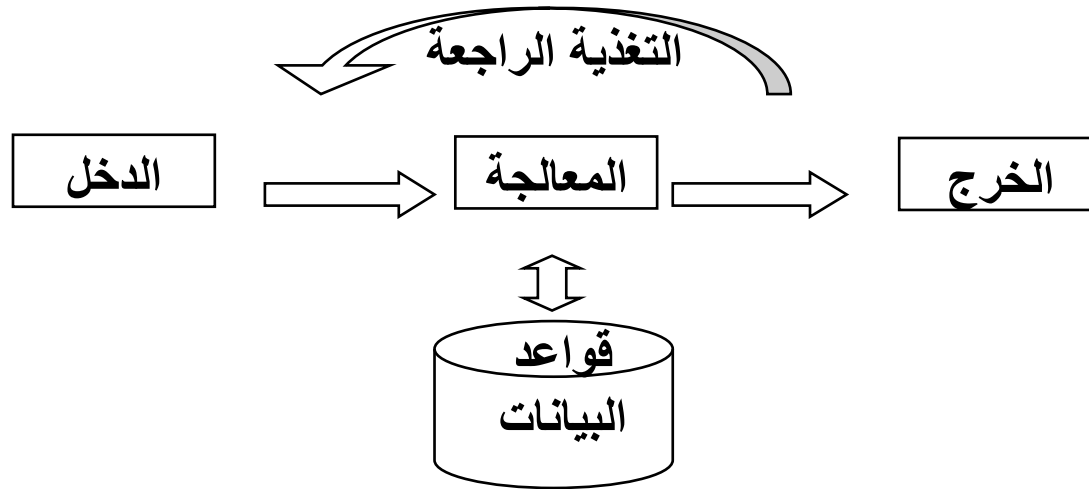 التغذية الراجعة
الدخل
المعالجة
الخرج
قواعد
البيانات